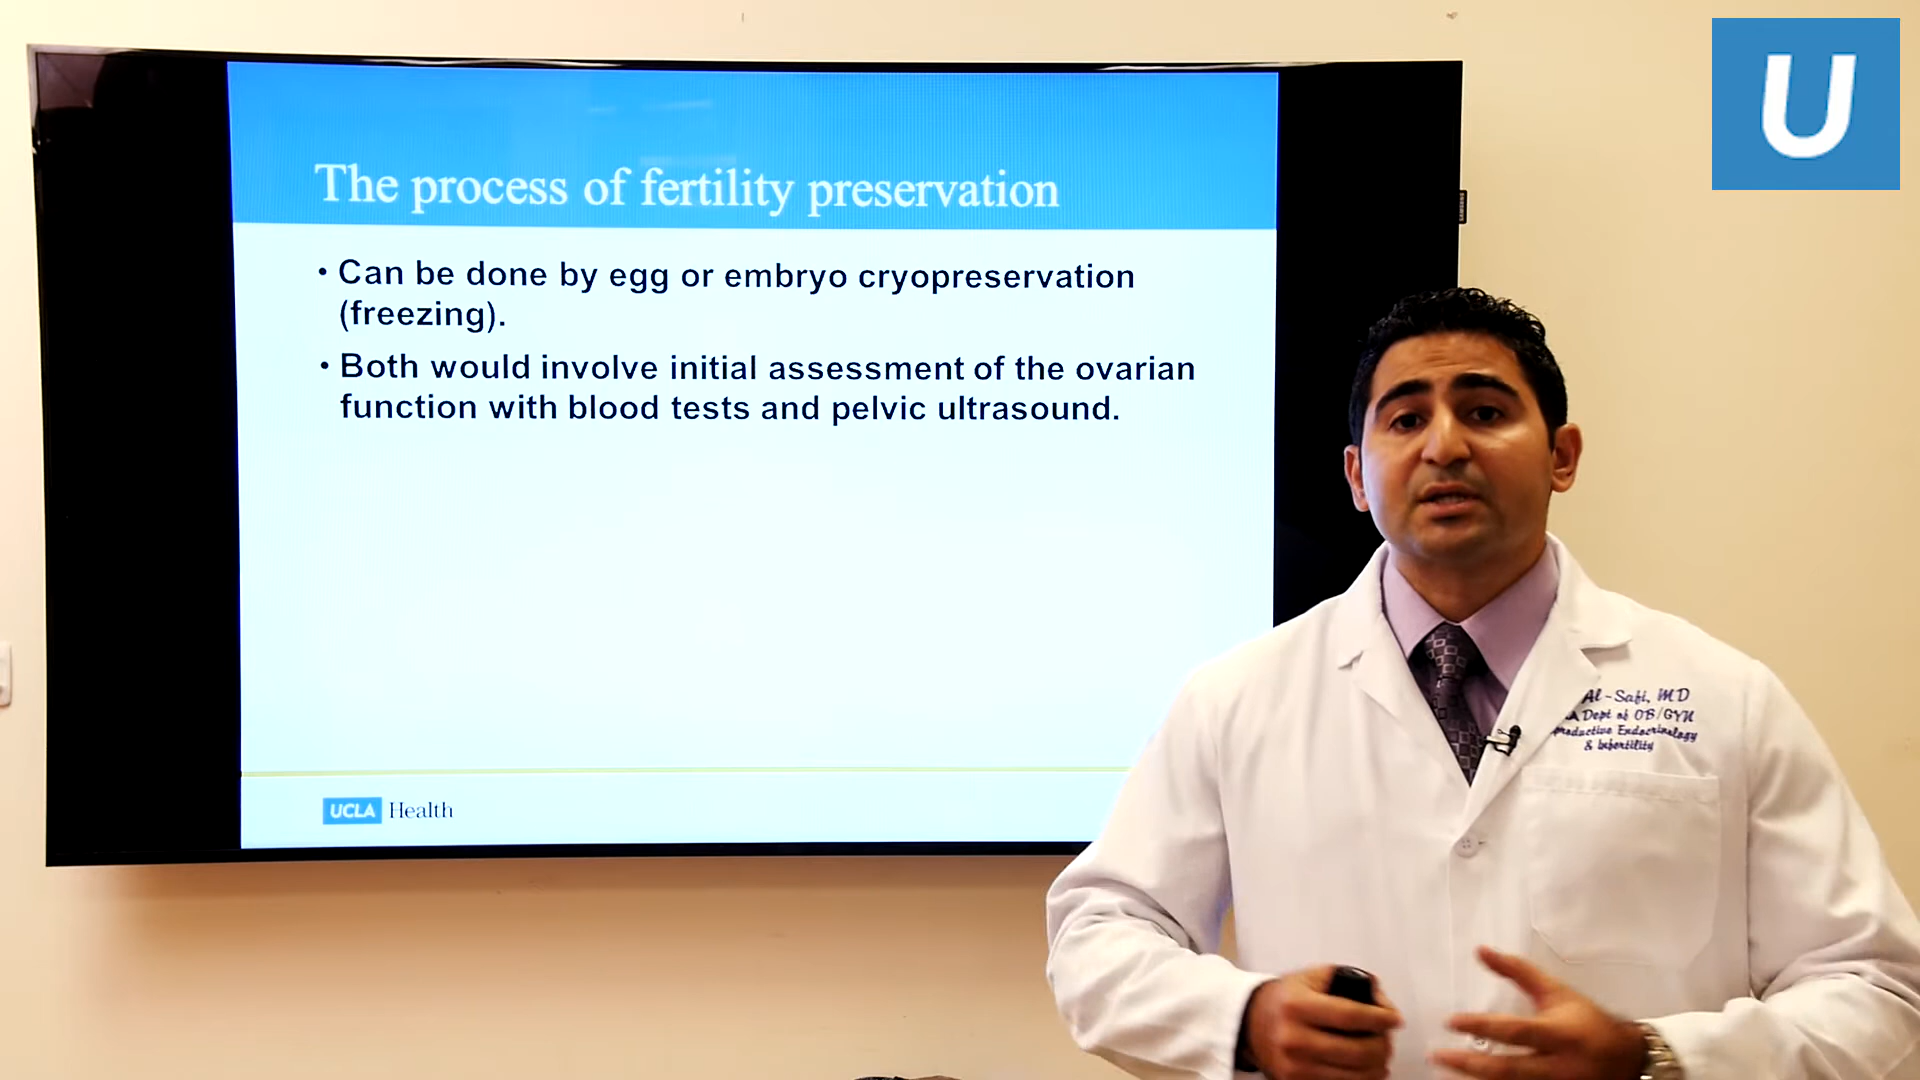 The process of fertility preservation
• Can be done by egg or embryo cryopreservation
(freezing).
• Both would involve initial assessment of the ovarian
function with blood tests and pelvic ultrasound.
UCLA Health
U
SAMSUNG
Al-Safi, MD
Dept of OB/GYN
Endocrinology
& Infertility